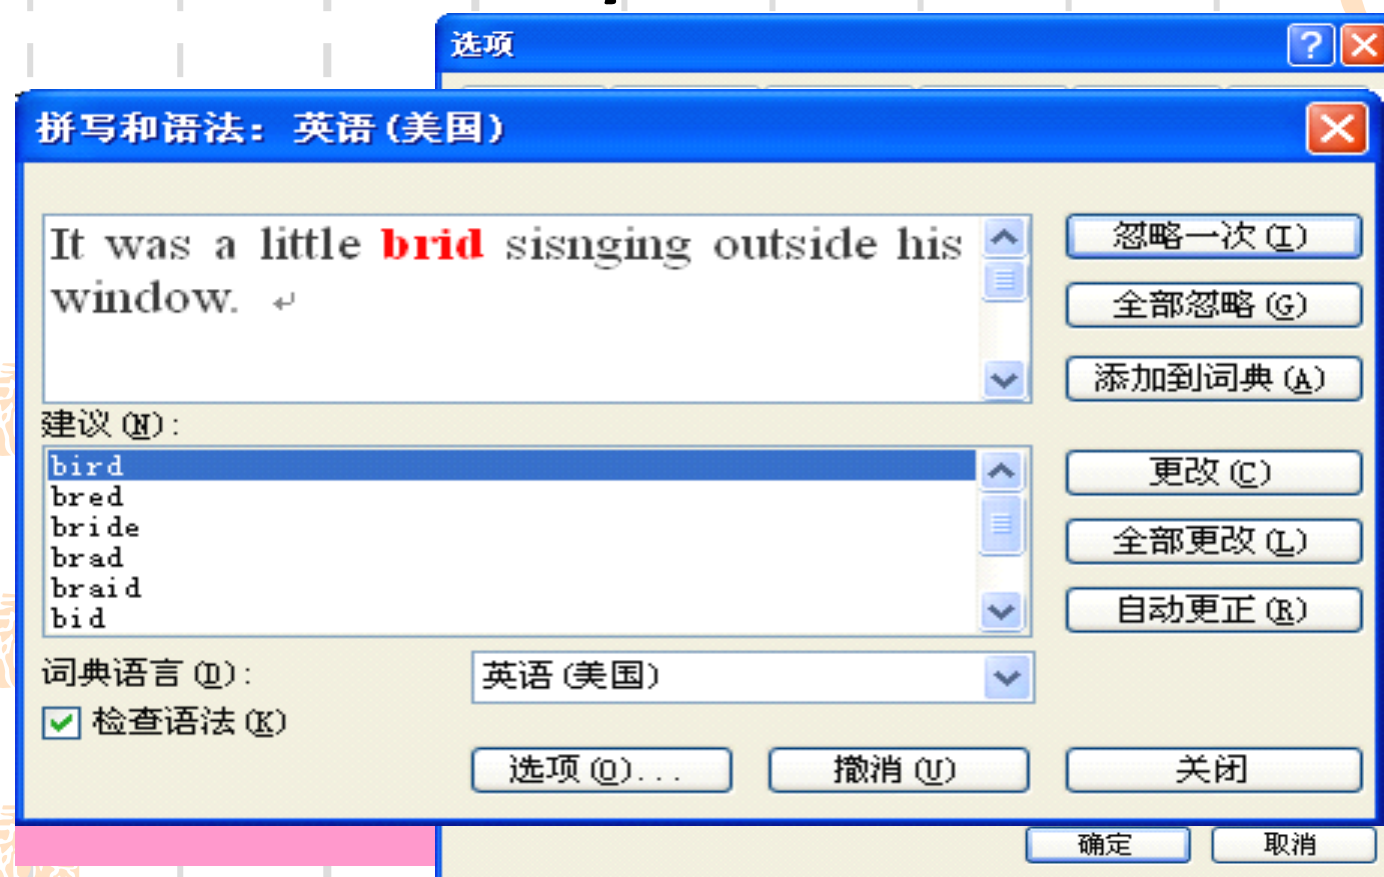 选项
拼写和语法: 英语(美国)
It was a little brid sisnging outside his
window. ↵
忽略一次(I)
全部忽略(G)
添加到词典(A)
建议(N):
bird
bred
bride
brad
braid
bid
更改(C)
全部更改(L)
自动更正(R)
词典语言(D):
英语(美国)
检查语法(K)
选项(O)...
撤消(U)
关闭
确定
取消